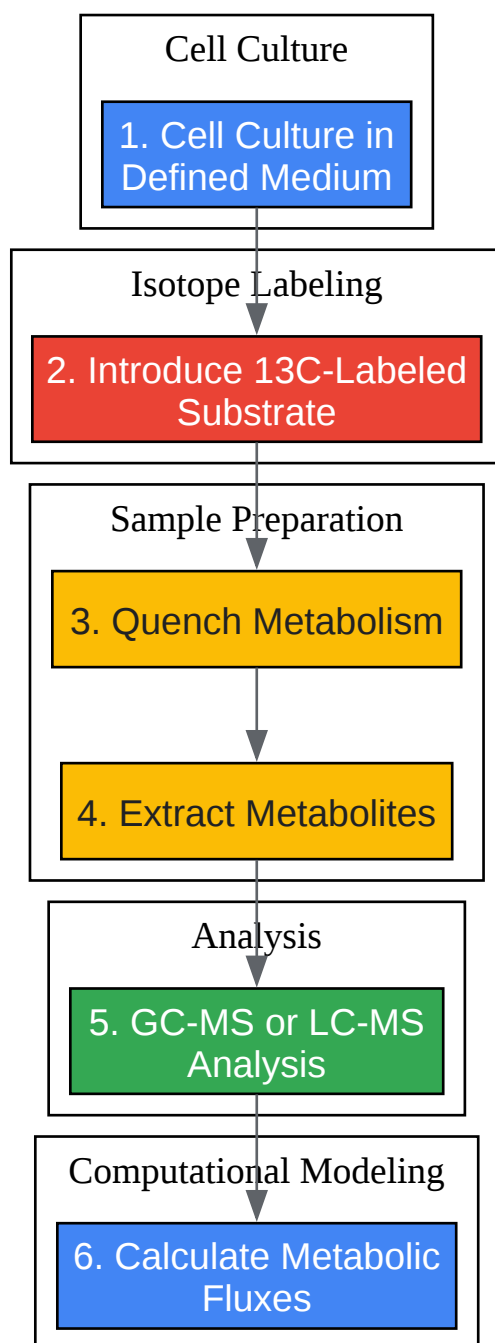 Cell Culture
1. Cell Culture in
Defined Medium
Isotope Labeling
2. Introduce 13C-Labeled
Substrate
Sample Preparation
3. Quench Metabolism
4. Extract Metabolites
Analysis
5. GC-MS or LC-MS
Analysis
Computational Modeling
6. Calculate Metabolic
Fluxes